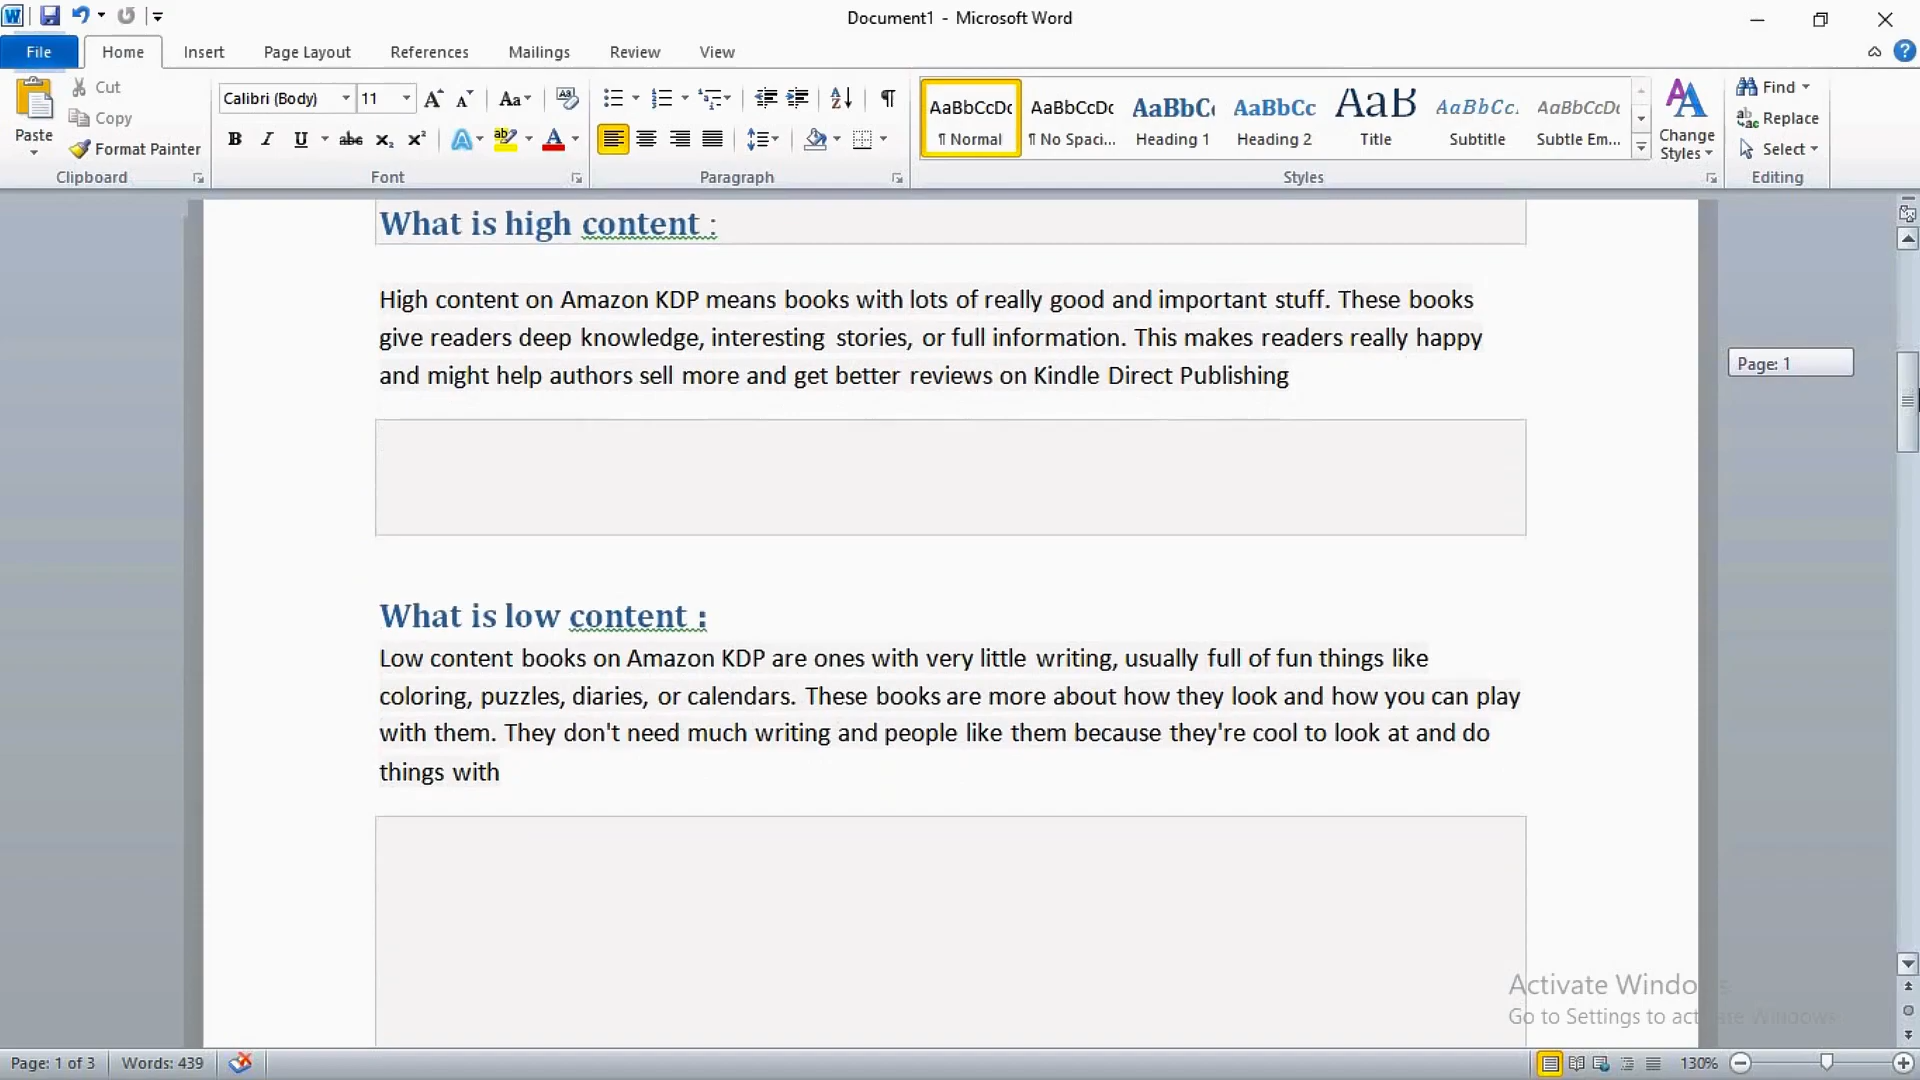 Document1 - Microsoft Word
File Home Insert Page Layout References Mailings Review View
Paste
Cut
Copy
Format Painter
Clipboard
Calibri (Body) 11
Font
Paragraph
AaBbCcDc AaBbCcDc AaBbC AaBbCc AaB AaBbCc. AaBbCcDc
¶ Normal ¶ No Spaci... Heading 1 Heading 2 Title Subtitle Subtle Em...
Styles
Change
Styles
Find
Replace
Select
Editing
What is high content :
High content on Amazon KDP means books with lots of really good and important stuff. These books
give readers deep knowledge, interesting stories, or full information. This makes readers really happy
and might help authors sell more and get better reviews on Kindle Direct Publishing
Page: 1
What is low content :
Low content books on Amazon KDP are ones with very little writing, usually full of fun things like
coloring, puzzles, diaries, or calendars. These books are more about how they look and how you can play
with them. They don't need much writing and people like them because they're cool to look at and do
things with
Activate Windows
Go to Settings to activate Windows.
Page: 1 of 3 Words: 439 130%